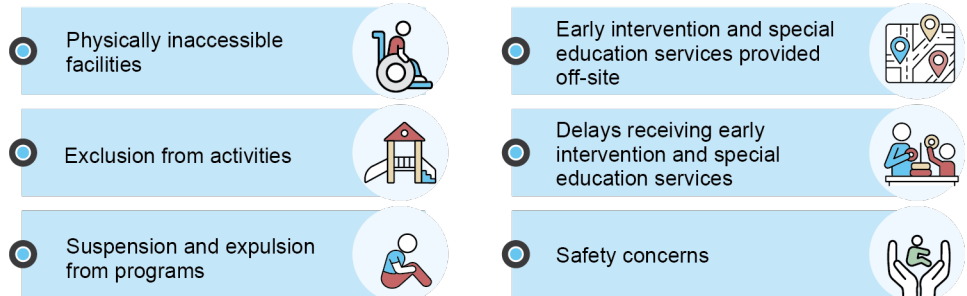 Physically inaccessible
facilities
Exclusion from activities
Suspension and expulsion
from programs
Early intervention and special
education services provided
off-site
Delays receiving early
intervention and special
education services
Safety concerns